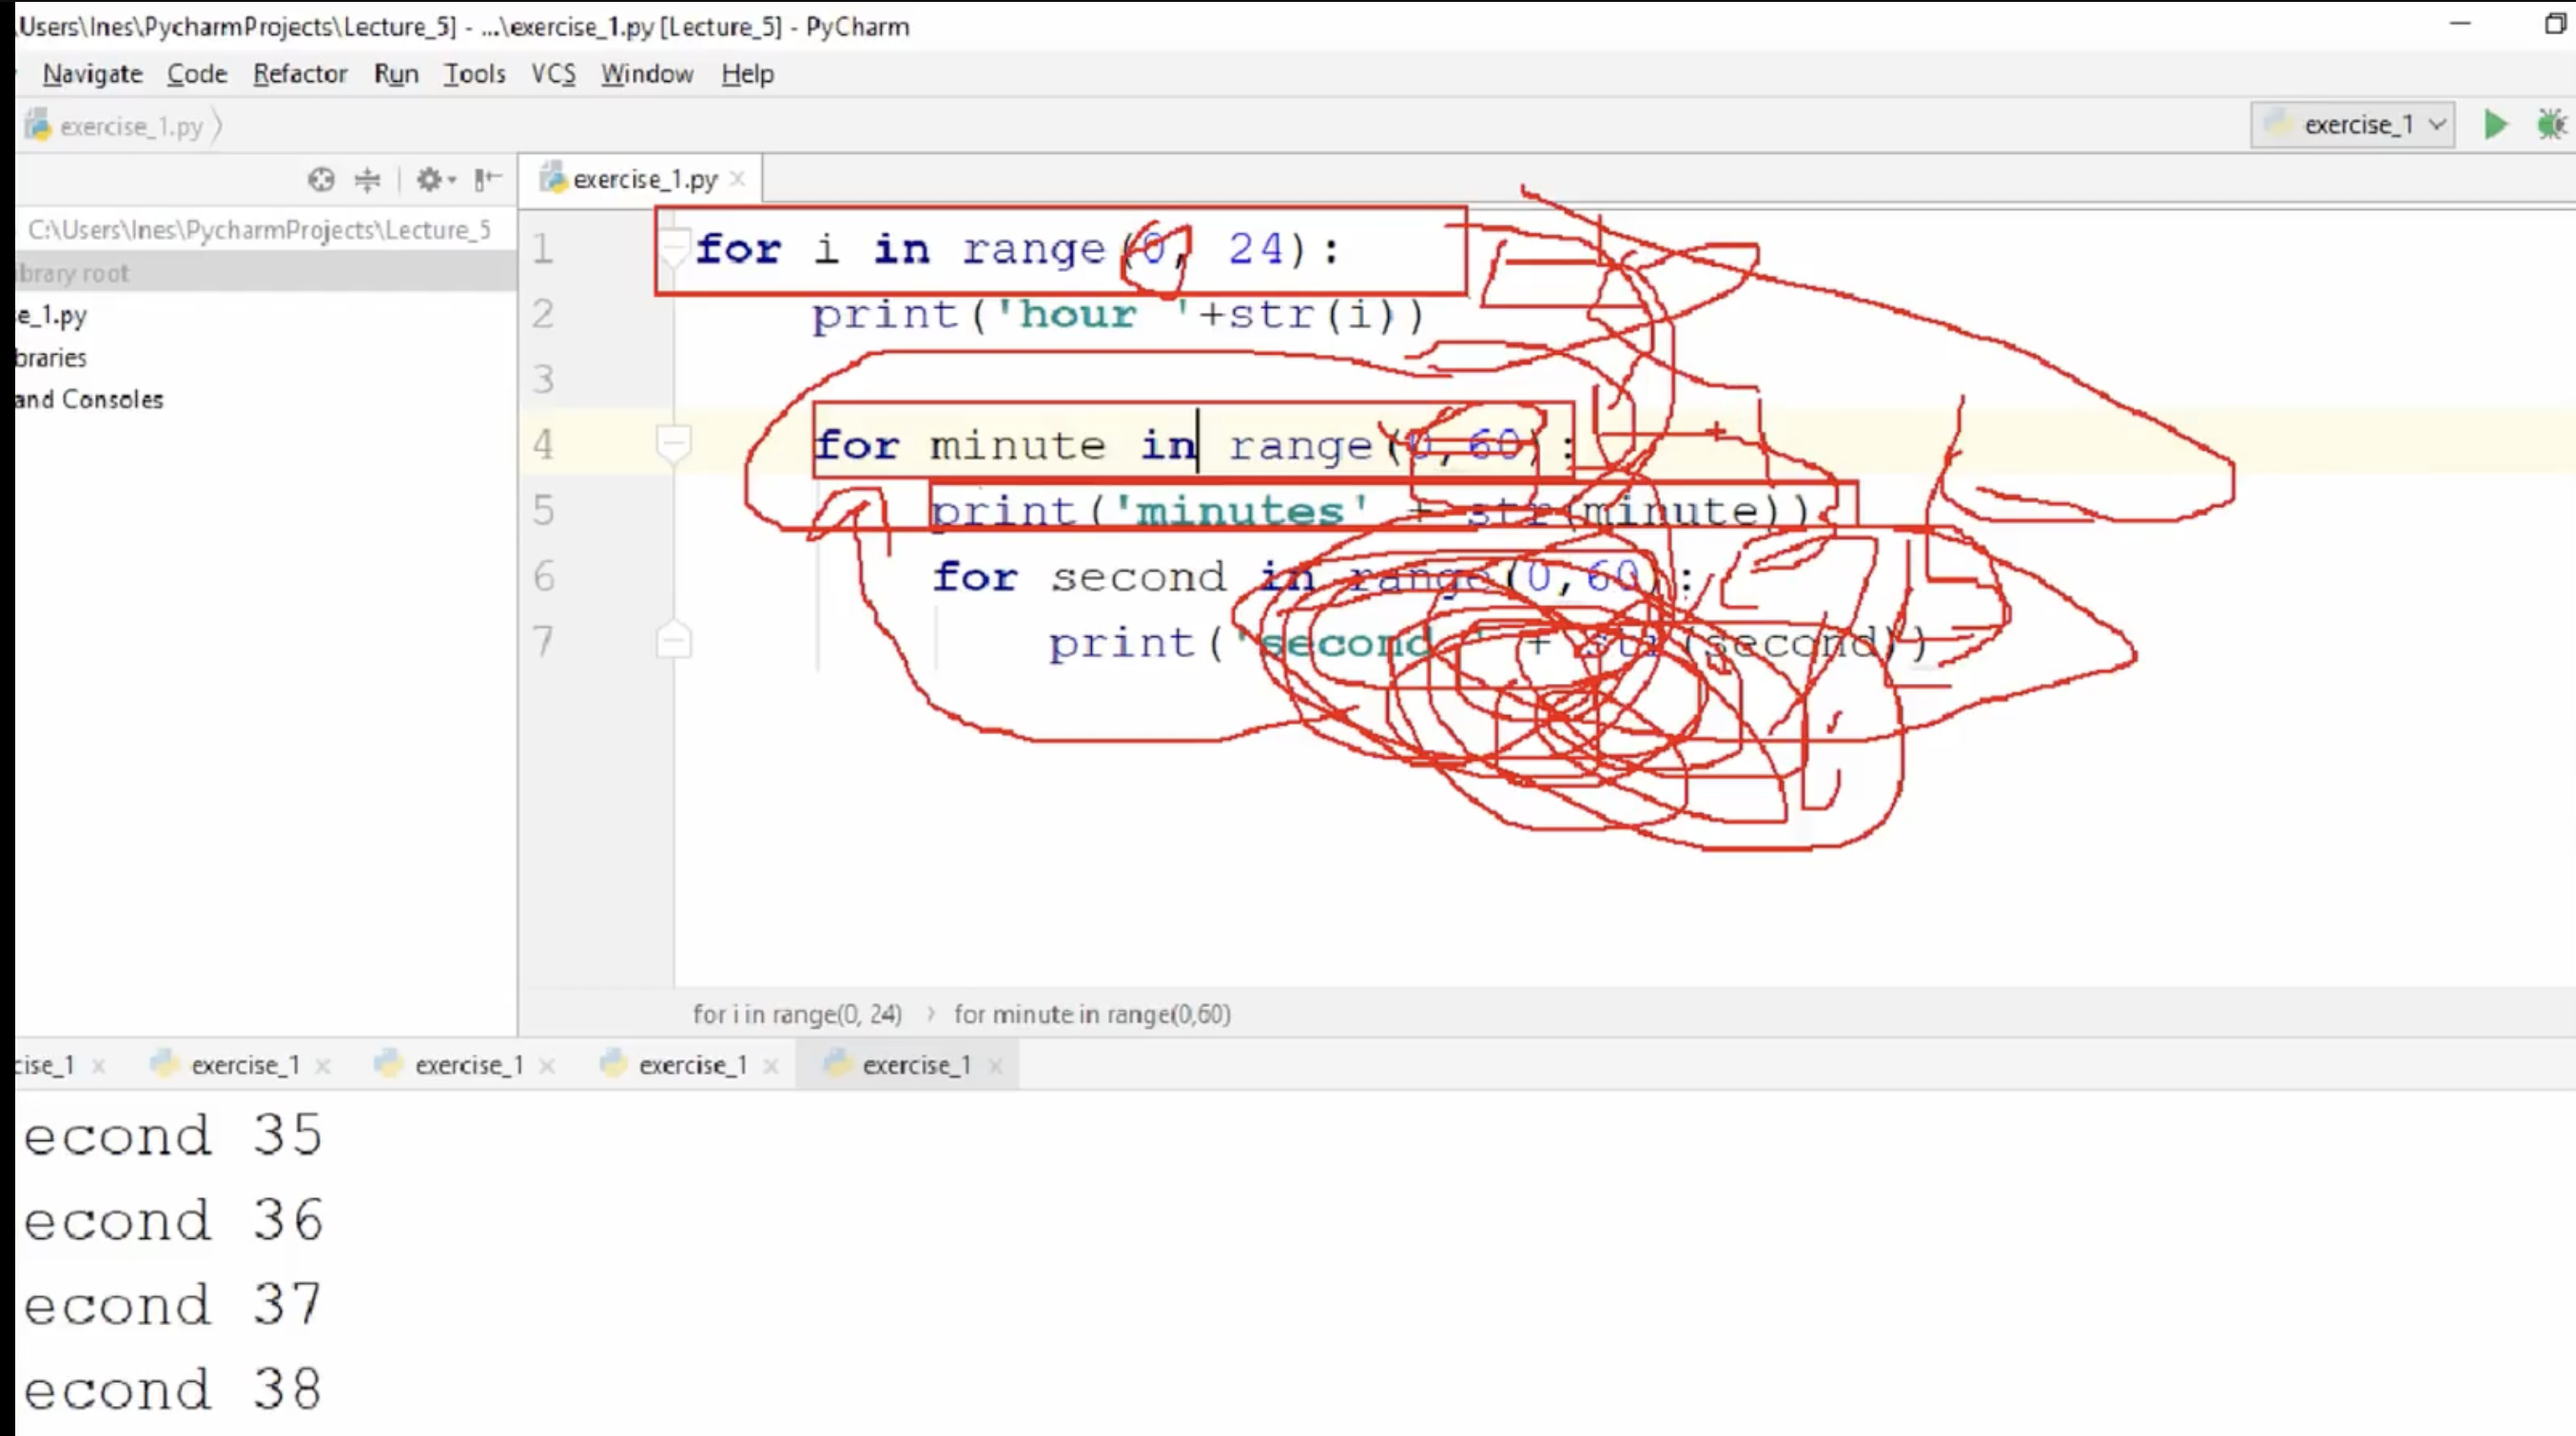 \Users\Ines\PycharmProjects\Lecture_5] - ...\exercise_1.py [Lecture_5] - PyCharm
Navigate Code Refactor Run Tools VCS Window Help
exercise_1.py exercise_1
exercise_1.py
C:\Users\Ines\PycharmProjects\Lecture_5
ibrary root
e_1.py
braries
and Consoles
1 for i in range(0, 24):
2 print('hour '+str(i))
3
4 for minute in range(0,60):
5 print('minutes' + str(minute))
6 for second in range(0,60):
7 print('second ' + str(second))
for i in range(0, 24) › for minute in range(0,60)
cise_1 exercise_1 exercise_1 exercise_1 exercise_1
econd 35
econd 36
econd 37
econd 38